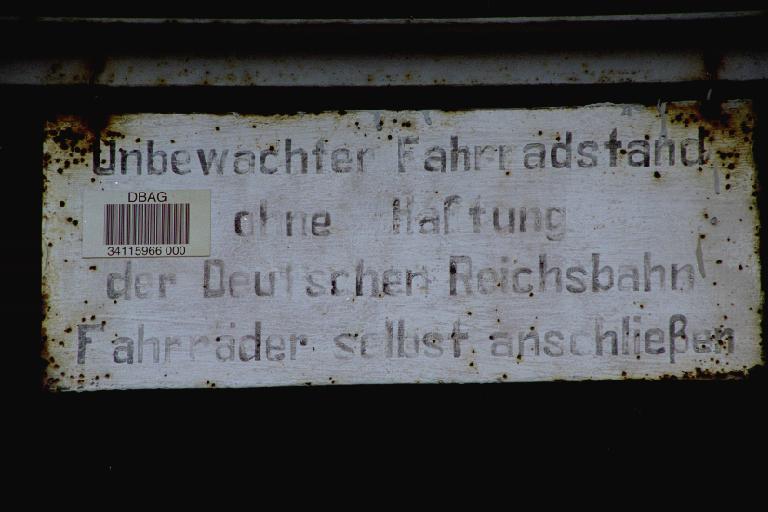 Unbewachter Fahrradstand
DBAG
34115966 000
ohne Haftung
der Deutschen Reichsbahn
Fahrräder selbst anschließen